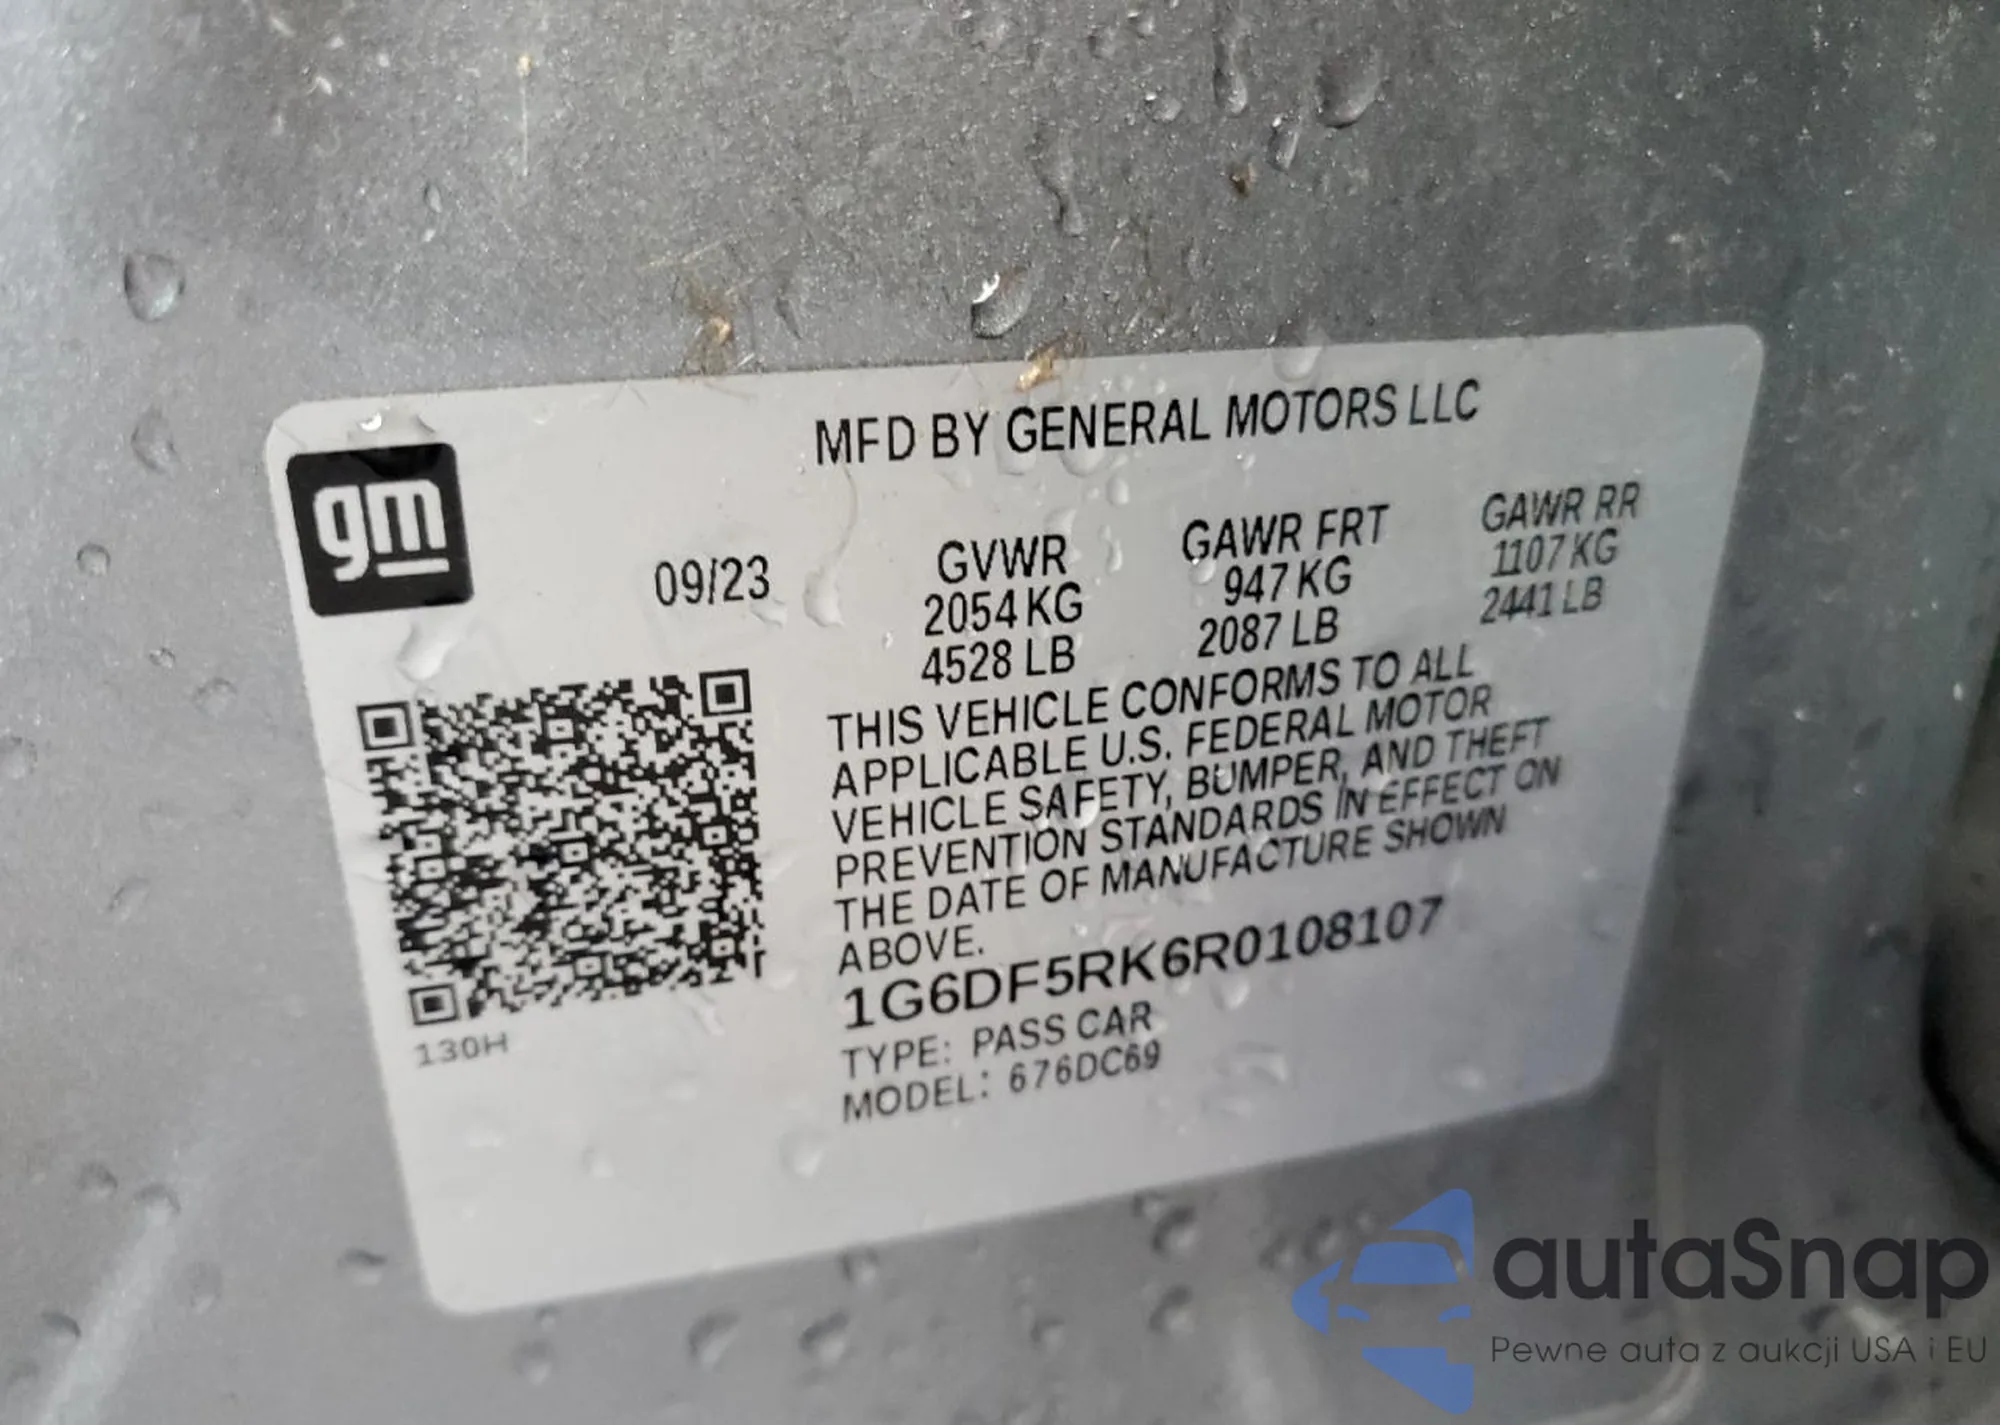 MFD BY GENERAL MOTORS LLC
gm
09/23
GVWR
2054 KG
4528 LB
GAWR FRT
947 KG
2087 LB
GAWR RR
1107 KG
2441 LB
THIS VEHICLE CONFORMS TO ALL
APPLICABLE U.S. FEDERAL MOTOR
VEHICLE SAFETY, BUMPER, AND THEFT
PREVENTION STANDARDS IN EFFECT ON
THE DATE OF MANUFACTURE SHOWN
ABOVE.
1G6DF5RK6R0108107
TYPE: PASS CAR
MODEL: 676DC69
130H
autaSnap
Pewne auta z aukcji USA i EU